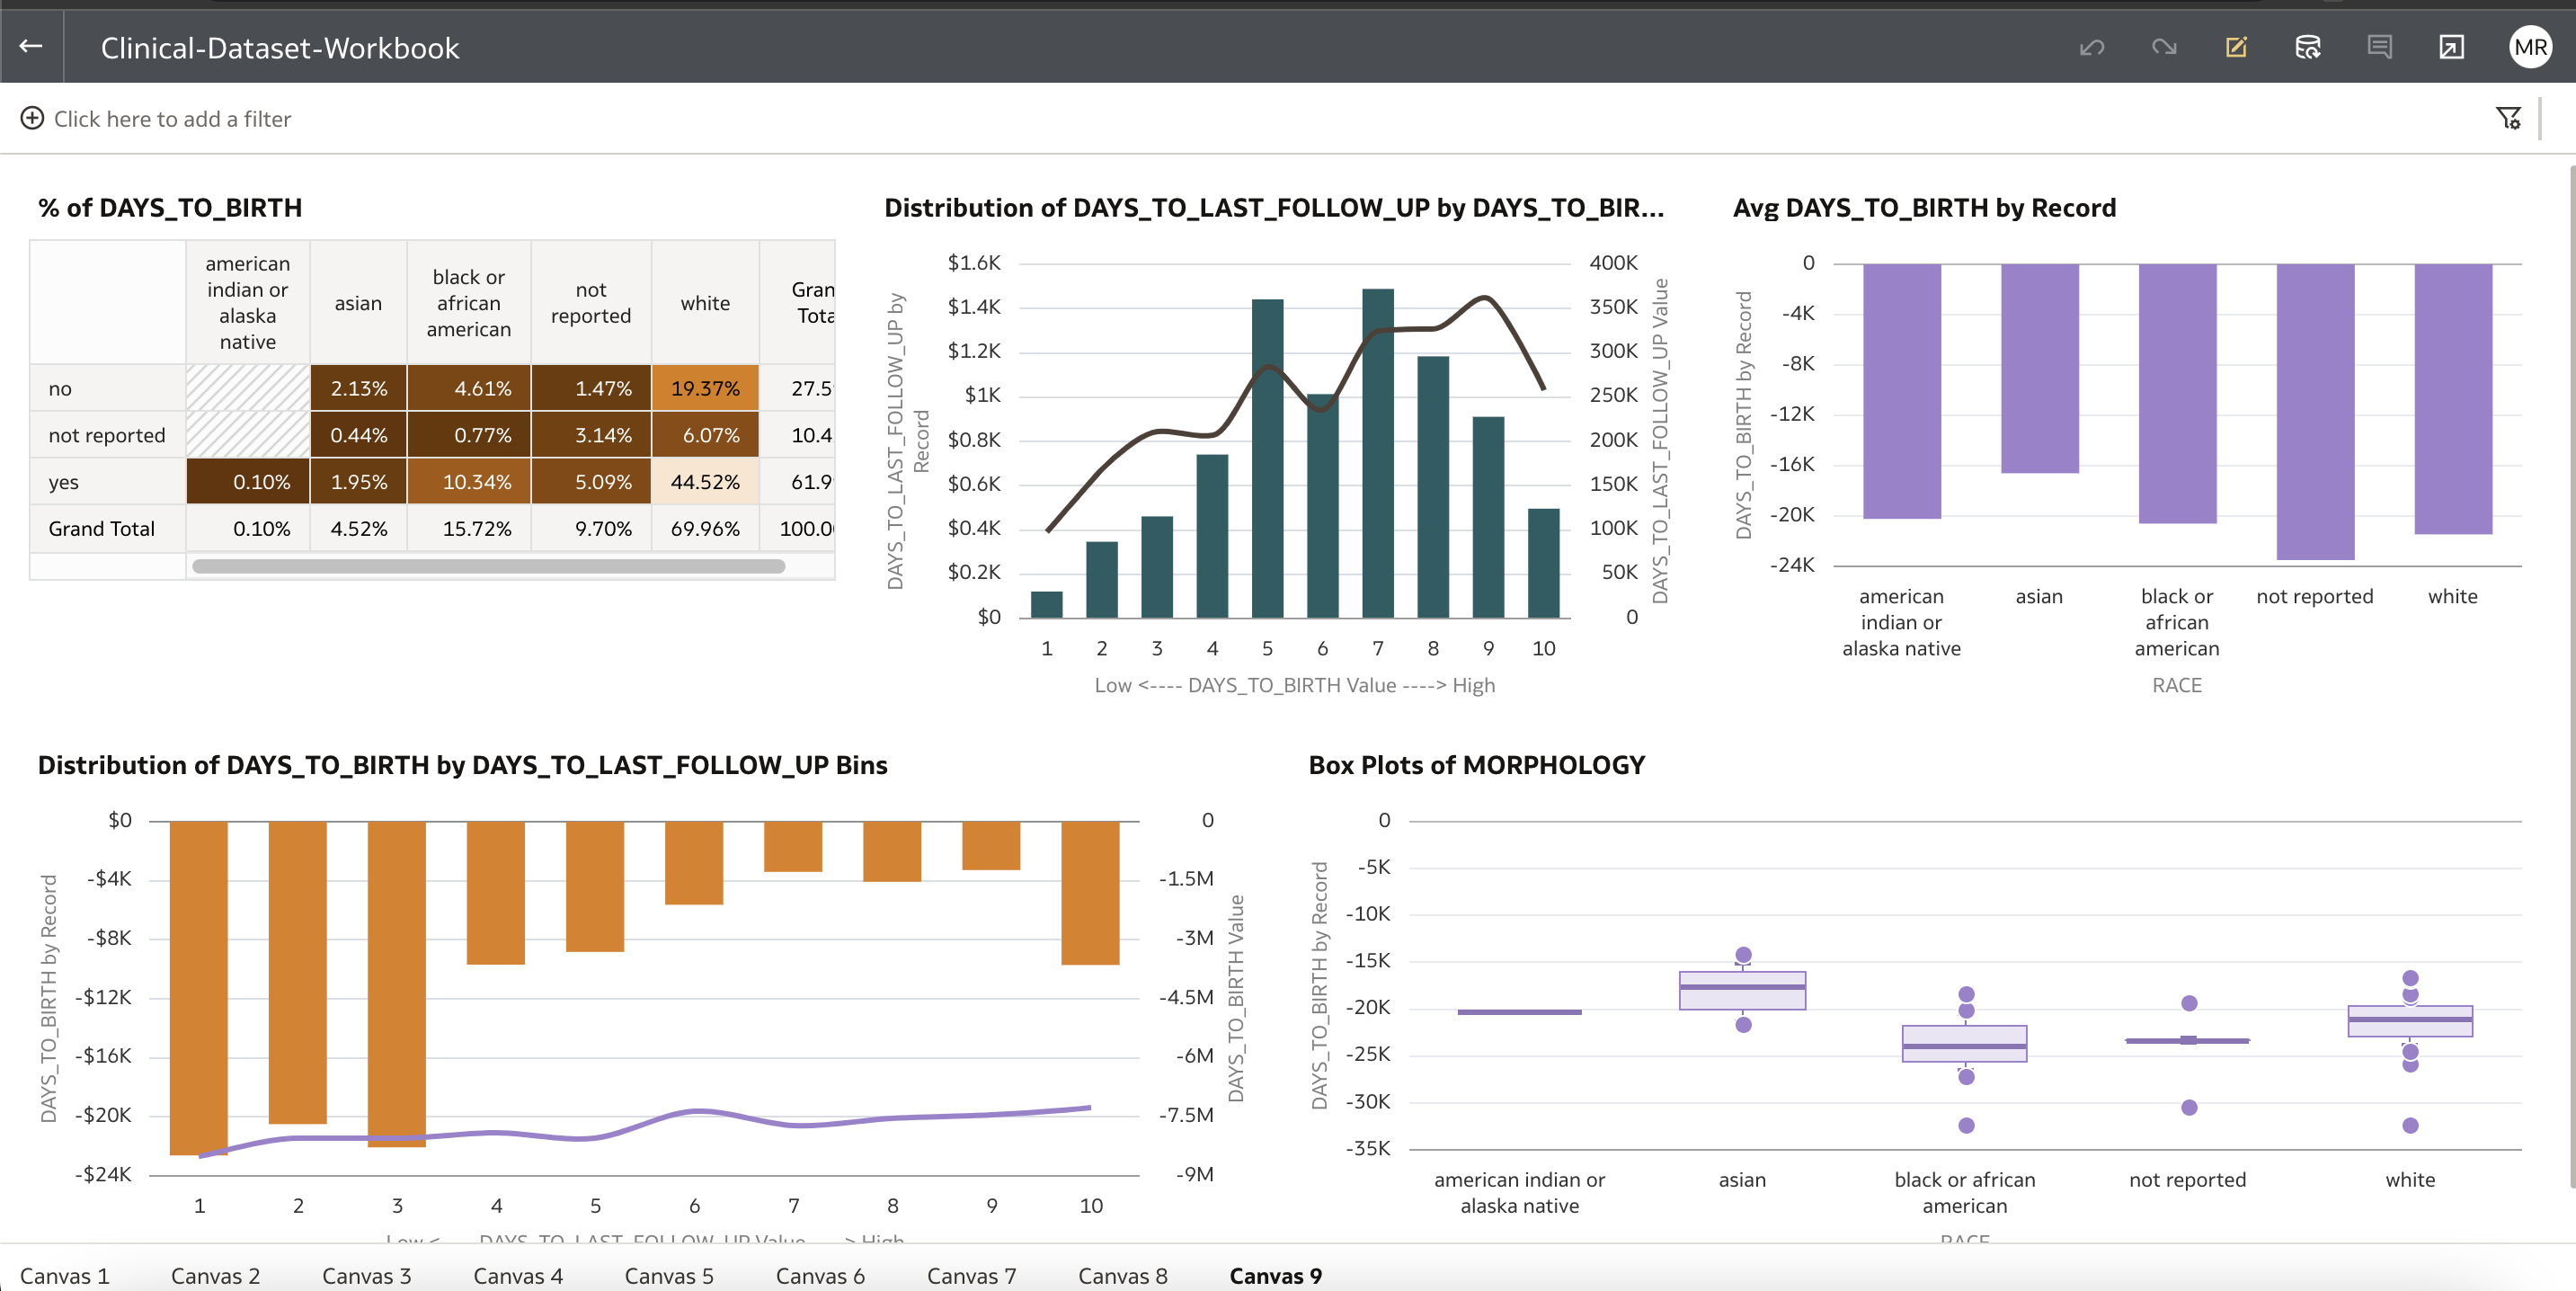 Clinical-Dataset-Workbook
MR
Click here to add a filter
% of DAYS_TO_BIRTH
american indian or alaska native asian black or african american not reported white Gran Tota
no 2.13% 4.61% 1.47% 19.37% 27.5
not reported 0.44% 0.77% 3.14% 6.07% 10.4
yes 0.10% 1.95% 10.34% 5.09% 44.52% 61.9
Grand Total 0.10% 4.52% 15.72% 9.70% 69.96% 100.0
Distribution of DAYS_TO_LAST_FOLLOW_UP by DAYS_TO_BIR...
DAYS_TO_LAST_FOLLOW_UP by
Record
$1.6K
$1.4K
$1.2K
$1K
$0.8K
$0.6K
$0.4K
$0.2K
$0
400K
350K
300K
250K
200K
150K
100K
50K
0
DAYS_TO_LAST_FOLLOW_UP Value
1 2 3 4 5 6 7 8 9 10
Low <---- DAYS_TO_BIRTH Value ----> High
Avg DAYS_TO_BIRTH by Record
DAYS_TO_BIRTH by Record
0
-4K
-8K
-12K
-16K
-20K
-24K
american indian or alaska native asian black or african american not reported white
RACE
Distribution of DAYS_TO_BIRTH by DAYS_TO_LAST_FOLLOW_UP Bins
DAYS_TO_BIRTH by Record
$0
-$4K
-$8K
-$12K
-$16K
-$20K
-$24K
0
-1.5M
-3M
-4.5M
-6M
-7.5M
-9M
DAYS_TO_BIRTH Value
1 2 3 4 5 6 7 8 9 10
Low <---- DAYS_TO_LAST_FOLLOW_UP Value ----> High
Box Plots of MORPHOLOGY
DAYS_TO_BIRTH by Record
0
-5K
-10K
-15K
-20K
-25K
-30K
-35K
american indian or alaska native asian black or african american not reported white
RACE
Canvas 1 Canvas 2 Canvas 3 Canvas 4 Canvas 5 Canvas 6 Canvas 7 Canvas 8 Canvas 9